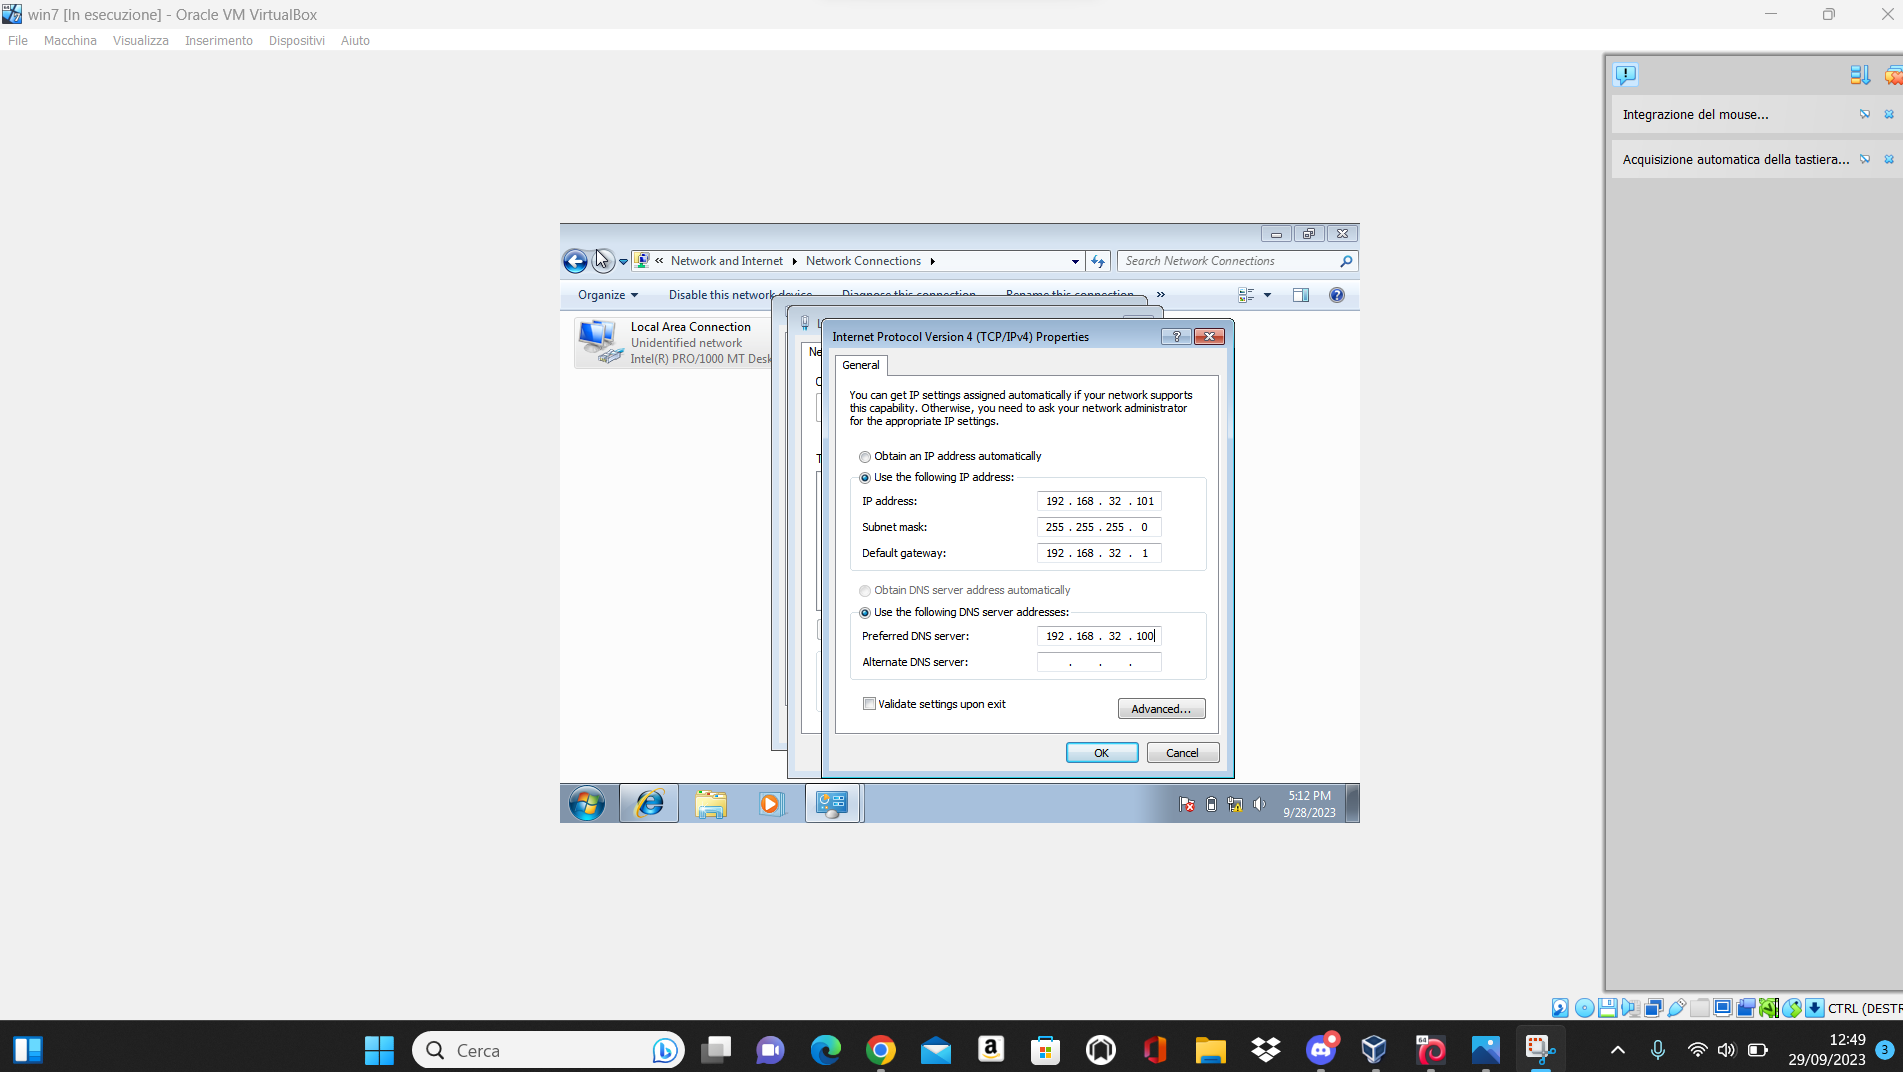 win7 [In esecuzione] - Oracle VM VirtualBox
File Macchina Visualizza Inserimento Dispositivi Aiuto
Integrazione del mouse...
Acquisizione automatica della tastiera...
« Network and Internet Network Connections
Search Network Connections
Organize Disable this network device Diagnose this connection Rename this connection »
Local Area Connection
Unidentified network
Intel(R) PRO/1000 MT Desk
Internet Protocol Version 4 (TCP/IPv4) Properties
General
You can get IP settings assigned automatically if your network supports
this capability. Otherwise, you need to ask your network administrator
for the appropriate IP settings.
Obtain an IP address automatically
Use the following IP address:
IP address: 192 . 168 . 32 . 101
Subnet mask: 255 . 255 . 255 . 0
Default gateway: 192 . 168 . 32 . 1
Obtain DNS server address automatically
Use the following DNS server addresses:
Preferred DNS server: 192 . 168 . 32 . 100
Alternate DNS server: . . .
Validate settings upon exit
Advanced...
OK Cancel
5:12 PM
9/28/2023
CTRL (DESTR
Cerca
12:49
29/09/2023
3